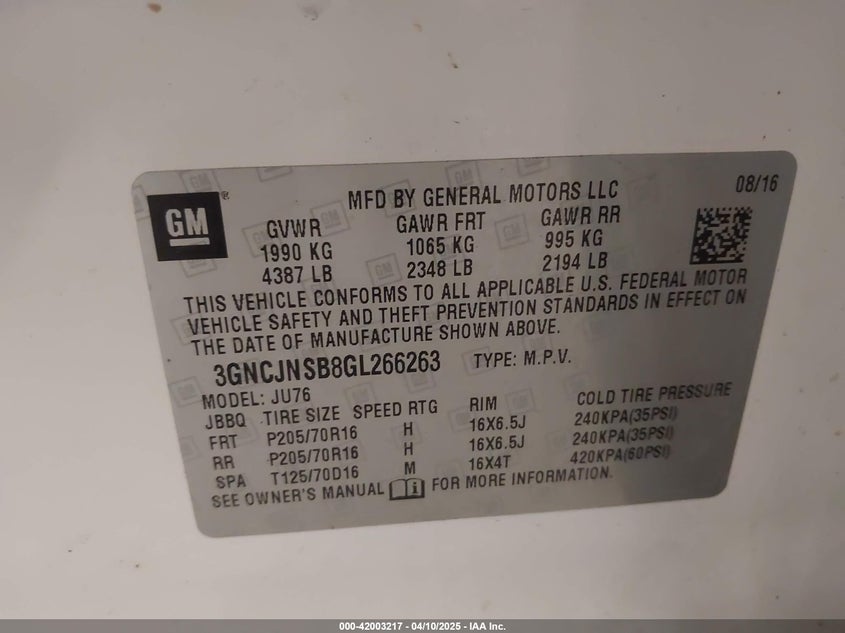 GM ®
MFD BY GENERAL MOTORS LLC 08/16
GVWR GAWR FRT GAWR RR
1990 KG 1065 KG 995 KG
4387 LB 2348 LB 2194 LB
THIS VEHICLE CONFORMS TO ALL APPLICABLE U.S. FEDERAL MOTOR
VEHICLE SAFETY AND THEFT PREVENTION STANDARDS IN EFFECT ON
THE DATE OF MANUFACTURE SHOWN ABOVE.
3GNCJNSB8GL266263 TYPE: M.P.V.
MODEL: JU76
JBBQ TIRE SIZE SPEED RTG RIM COLD TIRE PRESSURE
FRT P205/70R16 H 16X6.5J 240KPA(35PSI)
RR P205/70R16 H 16X6.5J 240KPA(35PSI)
SPA T125/70D16 M 16X4T 420KPA(60PSI)
SEE OWNER'S MANUAL FOR MORE INFORMATION.
000-42003217 - 04/10/2025 - IAA Inc.